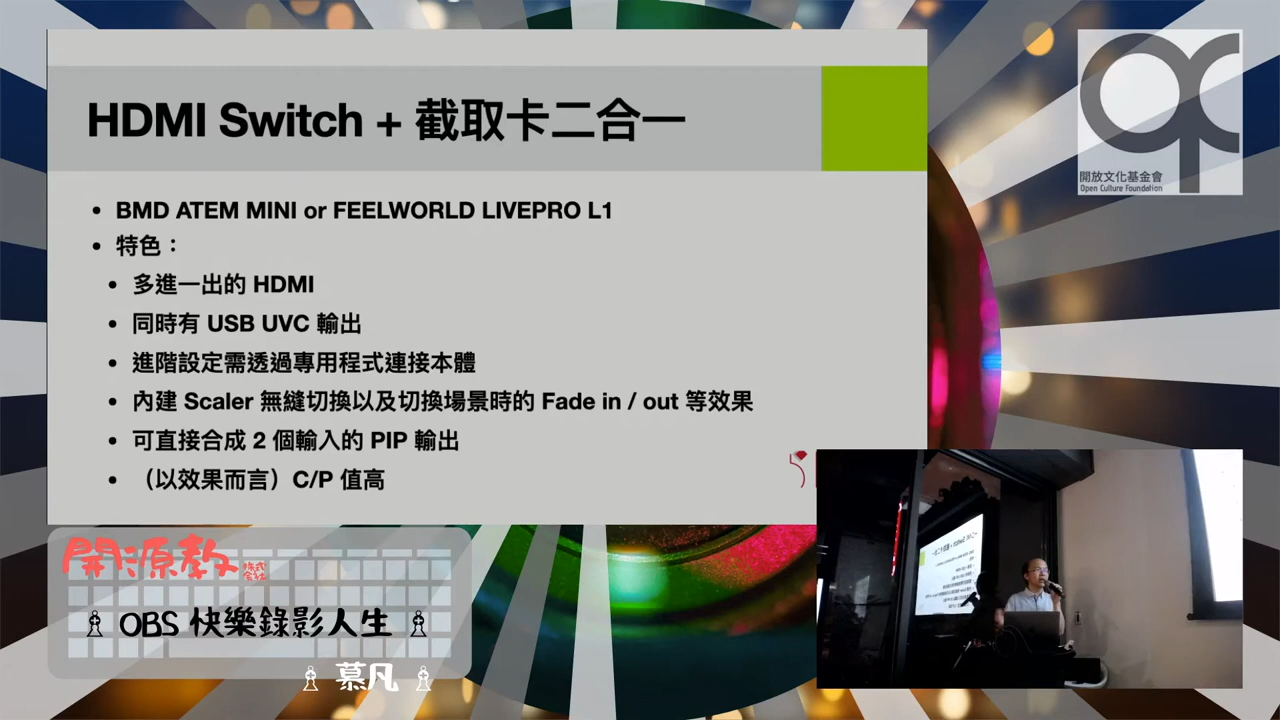 HDMI Switch + 截取卡二合一
• BMD ATEM MINI or FEELWORLD LIVEPRO L1
• 特色：
• 多進一出的 HDMI
• 同時有 USB UVC 輸出
• 進階設定需透過專用程式連接本體
• 內建 Scaler 無縫切換以及切換場景時的 Fade in / out 等效果
• 可直接合成 2 個輸入的 PIP 輸出
• （以效果而言）C/P 值高
開放文化基金會
Open Culture Foundation
開源教 株式会社
OBS 快樂錄影人生
慕凡